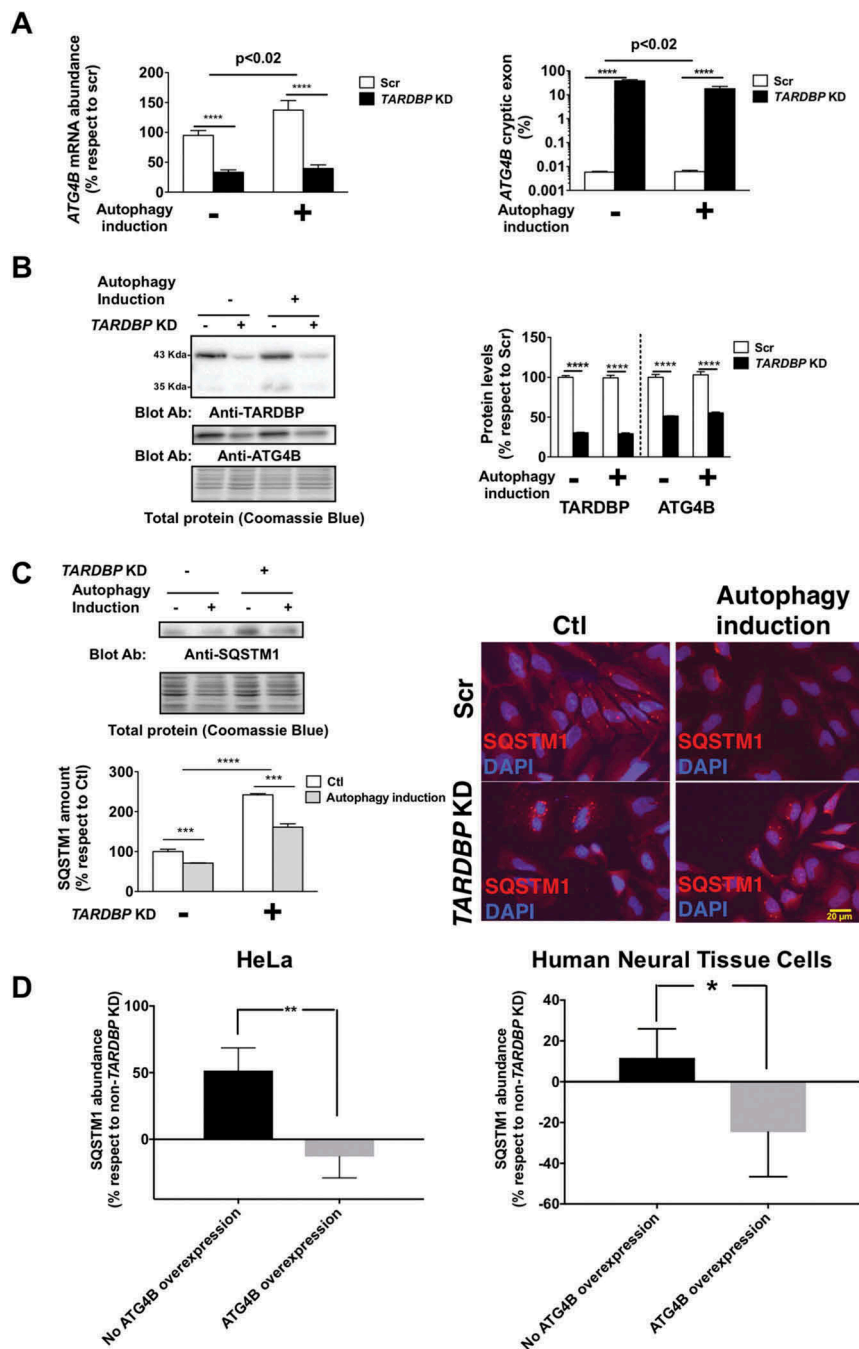 A
ATG4B mRNA abundance
(% respect to scr)
200
150
100
50
0
p<0.02
****
****
Scr
TARDBP KD
Autophagy
induction
-
+
ATG4B cryptic exon
(%)
100
10
1
0.1
0.01
0.001
p<0.02
****
****
Scr
TARDBP KD
Autophagy
induction
-
+
B
Autophagy
Induction
-
+
TARDBP KD
-
+
-
+
43 Kda
35 Kda
Blot Ab: Anti-TARDBP
Blot Ab: Anti-ATG4B
Total protein (Coomassie Blue)
Protein levels
(% respect to Scr)
150
100
50
0
****
****
****
****
Scr
TARDBP KD
Autophagy
induction
-
+
-
+
TARDBP
ATG4B
C
TARDBP KD
-
+
Autophagy
Induction
-
+
-
+
Blot Ab: Anti-SQSTM1
Total protein (Coomassie Blue)
SQSTM1 amount
(% respect to Ctl)
300
200
100
0
****
***
***
Ctl
Autophagy induction
TARDBP KD
-
+
Ctl
Autophagy
induction
Scr
SQSTM1
DAPI
SQSTM1
DAPI
TARDBP KD
SQSTM1
DAPI
SQSTM1
DAPI
20 µm
D
HeLa
SQSTM1 abundance
(% respect to non-TARDBP KD)
100
50
0
**
No ATG4B overexpression
ATG4B overexpression
Human Neural Tissue Cells
SQSTM1 abundance
(% respect to non-TARDBP KD)
40
20
0
-20
-40
-60
*
No ATG4B overexpression
ATG4B overexpression